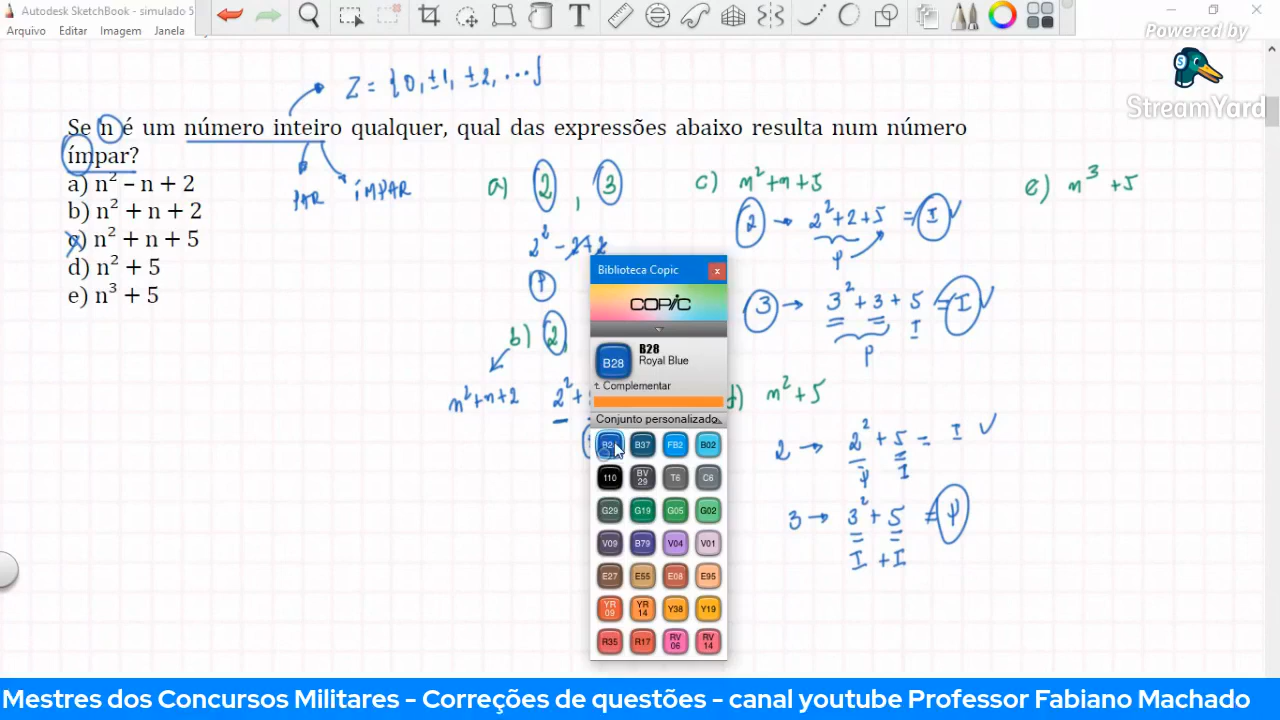 Autodesk SketchBook - simulado 5
Arquivo Editar Imagem Janela
Powered by
StreamYard
Z = {0, ±1, ±2, ...}
Se n é um número inteiro qualquer, qual das expressões abaixo resulta num número
ímpar?
PAR ÍMPAR
a) n² – n + 2
b) n² + n + 2
c) n² + n + 5
d) n² + 5
e) n³ + 5
a) 2 , 3
2² - 2+2
P
b) 2,
n²+n+2 2²+
c) n²+n+5
2 → 2²+2+5 = I
P
3 → 3²+3+5 = I
I
P
d) n²+5
2 → 2²+5 = I
P I
3 → 3²+5 = P
I + I
e) n³+5
Biblioteca Copic
COPIC
B28
B28
Royal Blue
Complementar
Conjunto personalizado
B37 FB2 B02
110 BV29 T6 C6
G29 G19 G05 G02
V09 B79 V04 V01
E27 E55 E08 E95
YR09 YR14 Y38 Y19
R35 R17 RV06 RV14
Mestres dos Concursos Militares - Correções de questões - canal youtube Professor Fabiano Machado